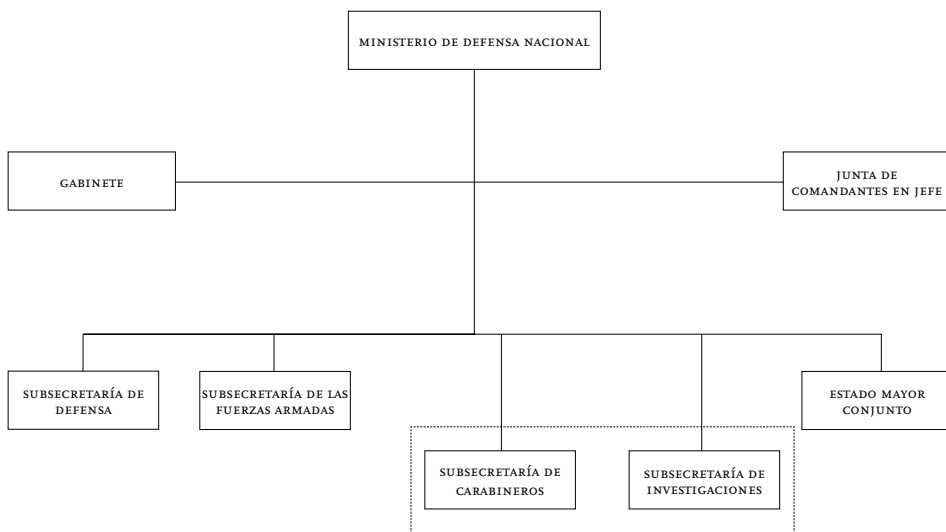 MINISTERIO DE DEFENSA NACIONAL
GABINETE
JUNTA DE
COMANDANTES EN JEFE
SUBSECRETARÍA DE
DEFENSA
SUBSECRETARÍA DE LAS
FUERZAS ARMADAS
ESTADO MAYOR
CONJUNTO
SUBSECRETARÍA DE
CARABINEROS
SUBSECRETARÍA DE
INVESTIGACIONES